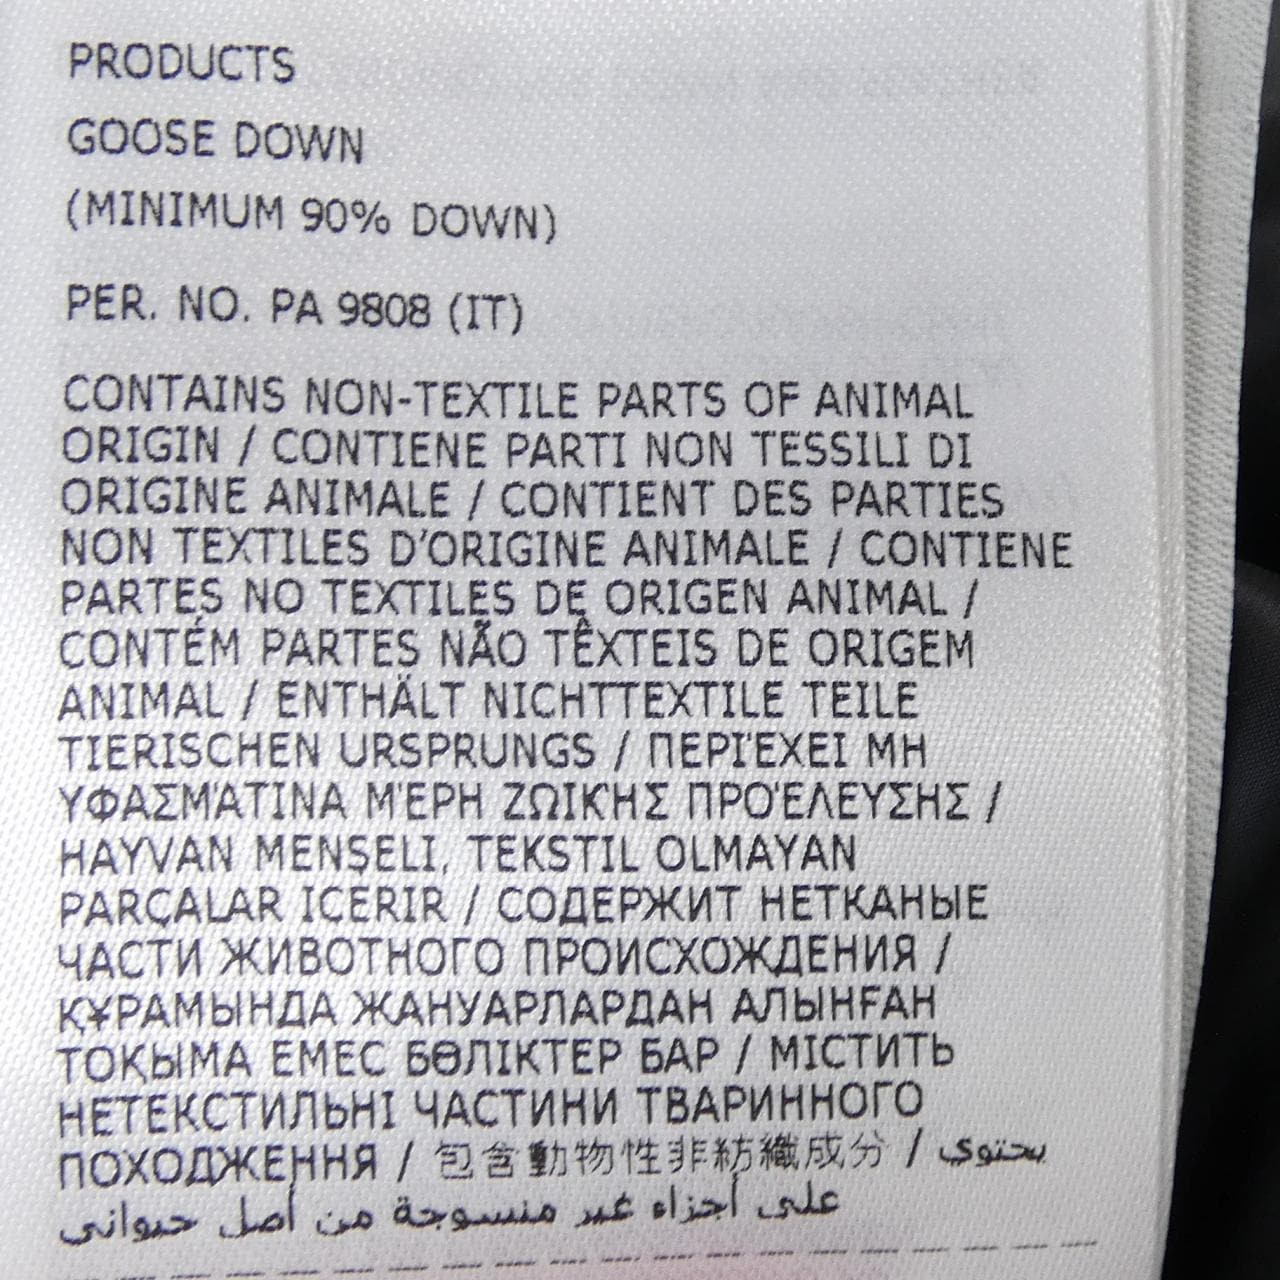 PRODUCTS
GOOSE DOWN
(MINIMUM 90% DOWN)
PER. NO. PA 9808 (IT)
CONTAINS NON-TEXTILE PARTS OF ANIMAL
ORIGIN / CONTIENE PARTI NON TESSILI DI
ORIGINE ANIMALE / CONTIENT DES PARTIES
NON TEXTILES D'ORIGINE ANIMALE / CONTIENE
PARTES NO TEXTILES DE ORIGEN ANIMAL /
CONTÉM PARTES NÃO TÊXTEIS DE ORIGEM
ANIMAL / ENTHÄLT NICHTTEXTILE TEILE
TIERISCHEN URSPRUNGS / ΠΕΡΙΈΧΕΙ ΜΗ
ΥΦΑΣΜΆΤΙΝΑ ΜΈΡΗ ΖΩΙΚΉΣ ΠΡΟΈΛΕΥΣΗΣ /
HAYVAN MENŞELI, TEKSTIL OLMAYAN
PARÇALAR ICERIR / СОДЕРЖИТ НЕТКАНЫЕ
ЧАСТИ ЖИВОТНОГО ПРОИСХОЖДЕНИЯ /
ҚҰРАМЫНДА ЖАНУАРЛАРДАН АЛЫНҒАН
ТОҚЫМА ЕМЕС БӨЛІКТЕР БАР / МІСТИТЬ
НЕТЕКСТИЛЬНІ ЧАСТИНИ ТВАРИННОГО
ПОХОДЖЕННЯ / 包含動物性非紡織成分 / يحتوي
على أجزاء غير منسوجة من أصل حيواني